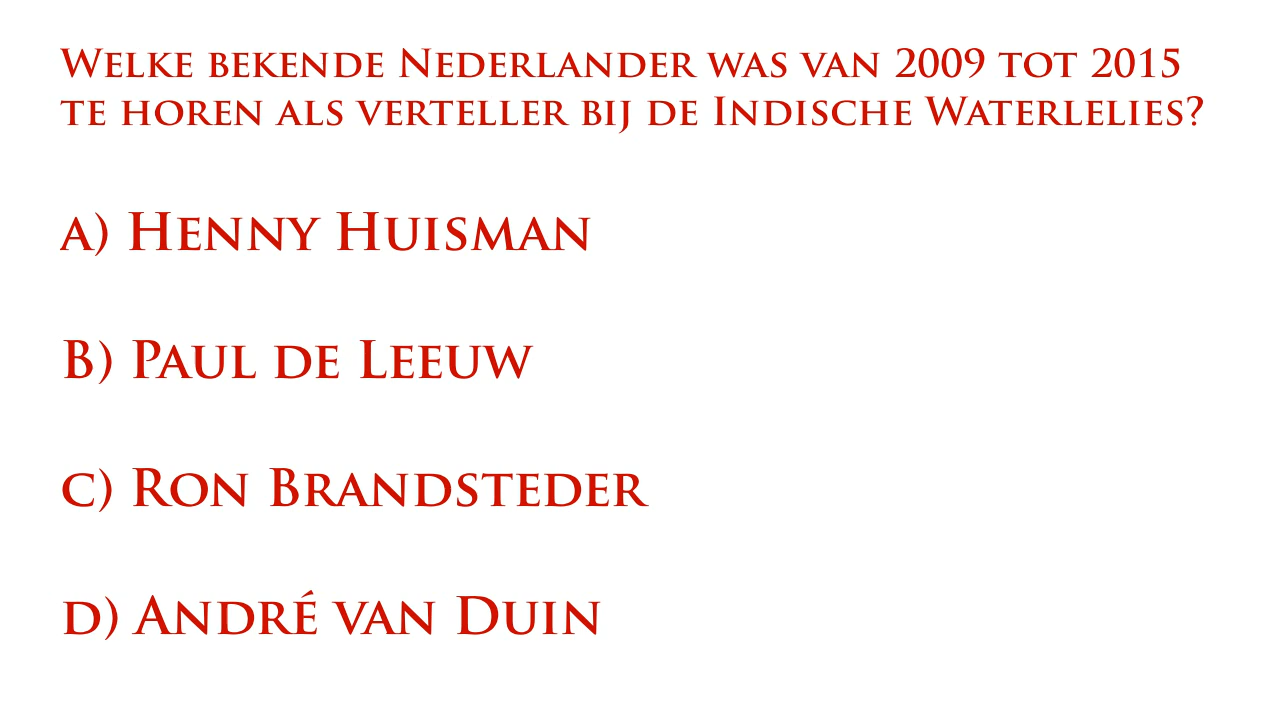 Welke bekende Nederlander was van 2009 tot 2015
te horen als verteller bij de Indische Waterlelies?
a) Henny Huisman
B) Paul de Leeuw
c) Ron Brandsteder
d) André van Duin